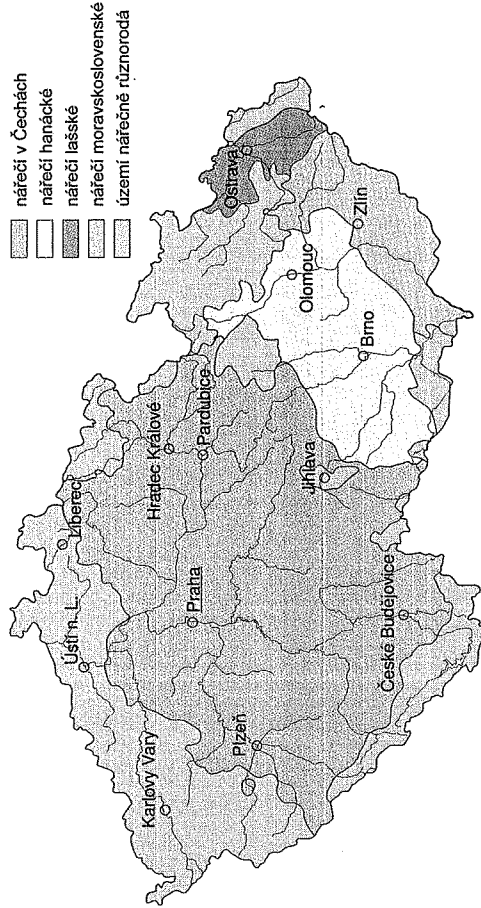 nářečí v Čechách
nářečí hanácké
nářečí lašské
nářečí moravskoslovenské
území nářečně různorodá
Liberec
Ústí n. L.
Karlovy Vary
Hradec Králové
Pardubice
Praha
Plzeň
Ostrava
Olomouc
Zlín
Brno
Jihlava
České Budějovice